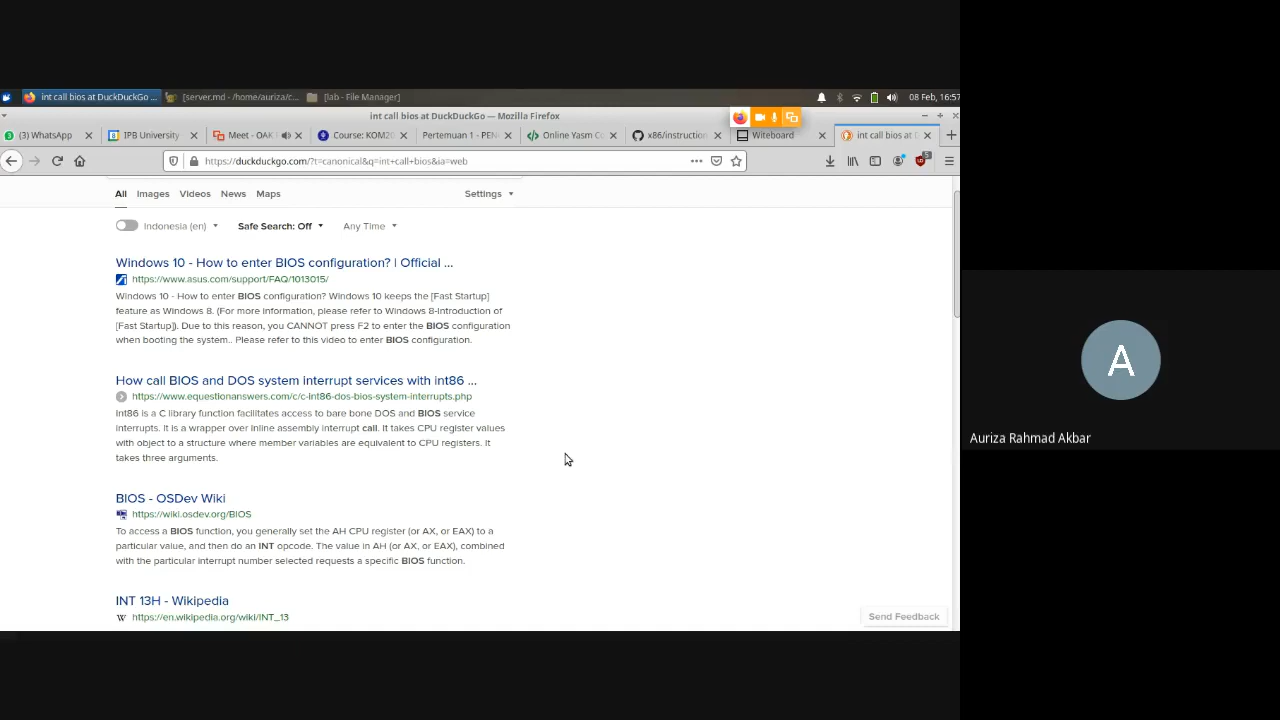 int call bios at DuckDuckGo ...
[server.md - /home/auriza/c...
[lab - File Manager]
08 Feb, 16:57
int call bios at DuckDuckGo — Mozilla Firefox
WhatsApp
IPB University
Meet - OAK
Course: KOM20
Pertemuan 1 - PEN
Online Yasm Co
x86/instruction
Witeboard
int call bios at D
https://duckduckgo.com/?t=canonical&q=int+call+bios&ia=web
All Images Videos News Maps Settings
Indonesia (en) Safe Search: Off Any Time
Windows 10 - How to enter BIOS configuration? | Official ...
https://www.asus.com/support/FAQ/1013015/
Windows 10 - How to enter BIOS configuration? Windows 10 keeps the [Fast Startup]
feature as Windows 8. (For more information, please refer to Windows 8-Introduction of
[Fast Startup]). Due to this reason, you CANNOT press F2 to enter the BIOS configuration
when booting the system.. Please refer to this video to enter BIOS configuration.
How call BIOS and DOS system interrupt services with int86 ...
https://www.equestionanswers.com/c/c-int86-dos-bios-system-interrupts.php
Int86 is a C library function facilitates access to bare bone DOS and BIOS service
interrupts. It is a wrapper over inline assembly interrupt call. It takes CPU register values
with object to a structure where member variables are equivalent to CPU registers. It
takes three arguments.
BIOS - OSDev Wiki
https://wiki.osdev.org/BIOS
To access a BIOS function, you generally set the AH CPU register (or AX, or EAX) to a
particular value, and then do an INT opcode. The value in AH (or AX, or EAX), combined
with the particular interrupt number selected requests a specific BIOS function.
INT 13H - Wikipedia
W https://en.wikipedia.org/wiki/INT_13
Send Feedback
A
Auriza Rahmad Akbar